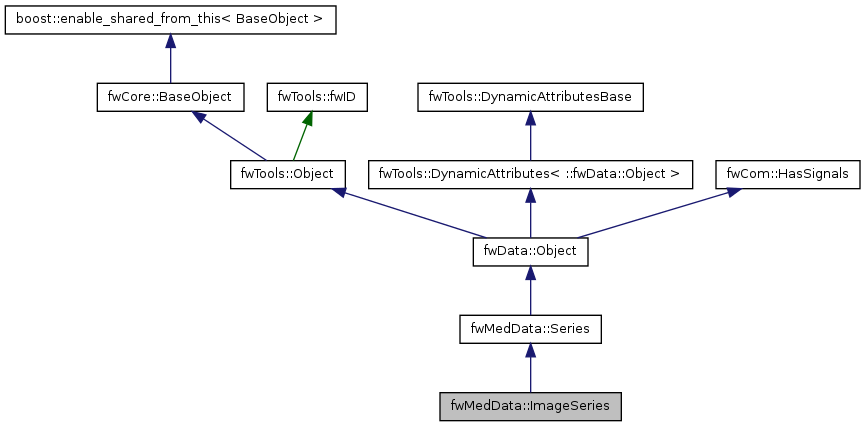 boost::enable_shared_from_this< BaseObject >
fwCore::BaseObject
fwTools::fwID
fwTools::DynamicAttributesBase
fwTools::Object
fwTools::DynamicAttributes< ::fwData::Object >
fwCom::HasSignals
fwData::Object
fwMedData::Series
fwMedData::ImageSeries